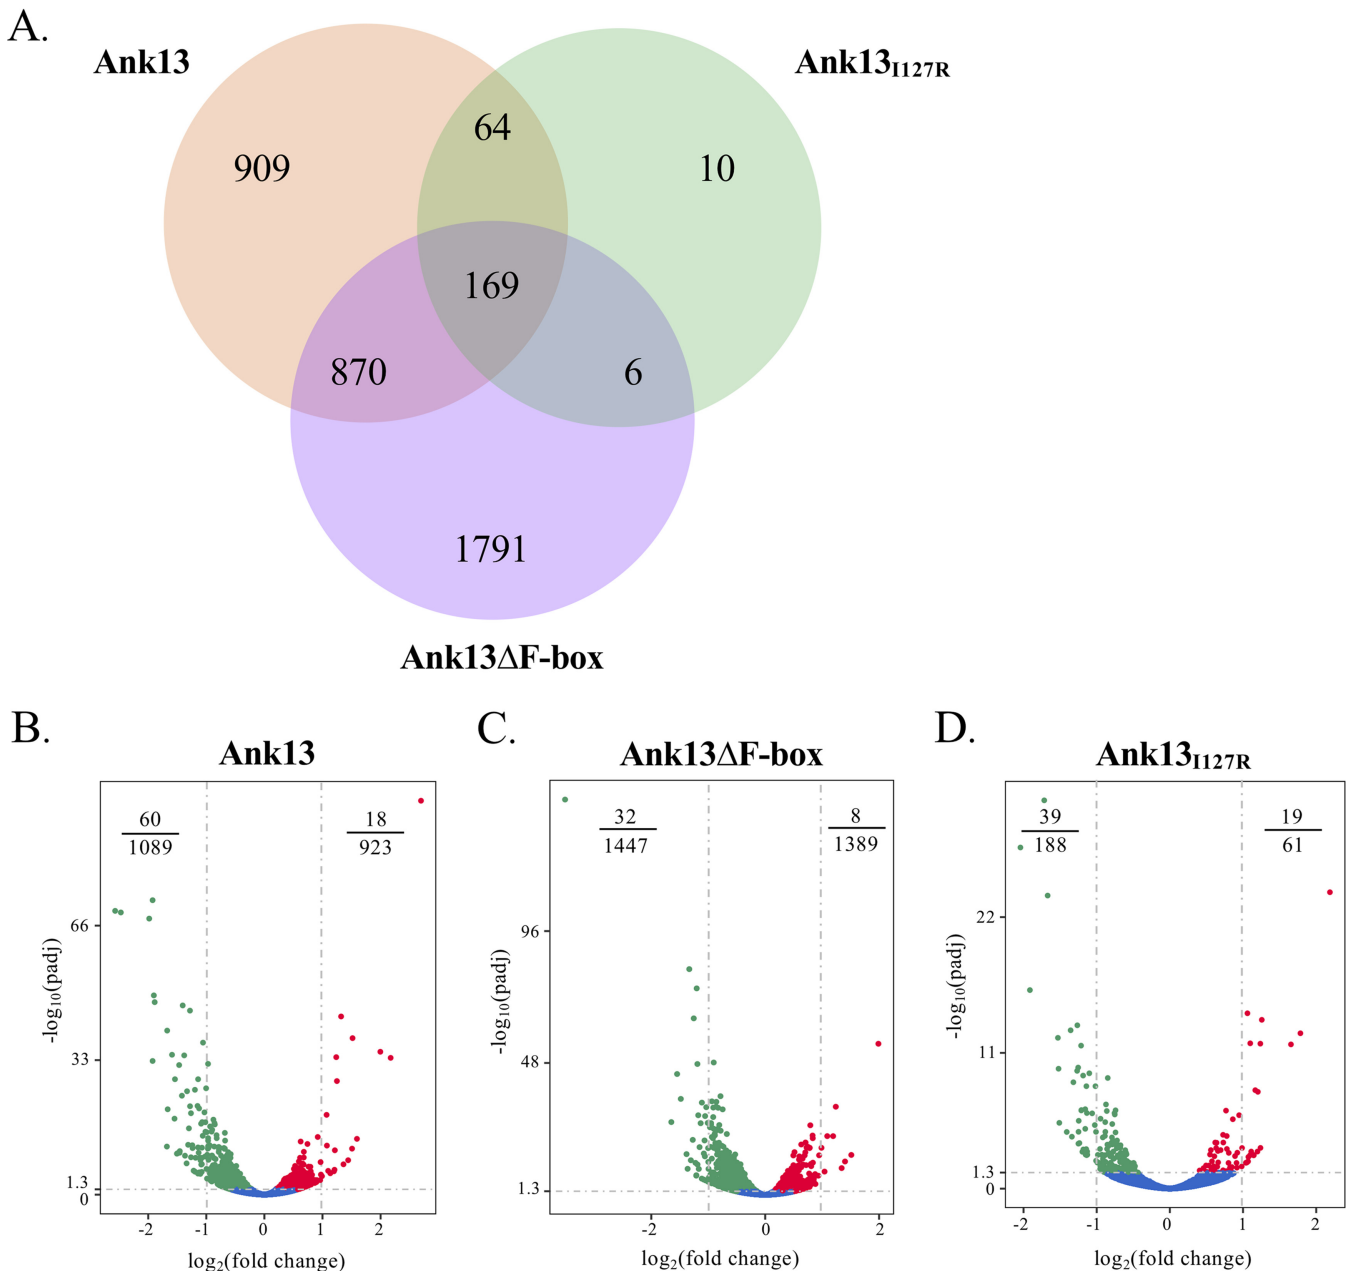 A.
Ank13
Ank13I127R
64
909
10
169
870
6
1791
Ank13ΔF-box
B.
Ank13
60
1089
18
923
66
33
1.3
0
-log10(padj)
-2
-1
0
1
2
log2(fold change)
C.
Ank13ΔF-box
32
1447
8
1389
96
48
1.3
-log10(padj)
-2
-1
0
1
2
log2(fold change)
D.
Ank13I127R
39
188
19
61
22
11
1.3
0
-log10(padj)
-2
-1
0
1
2
log2(fold change)